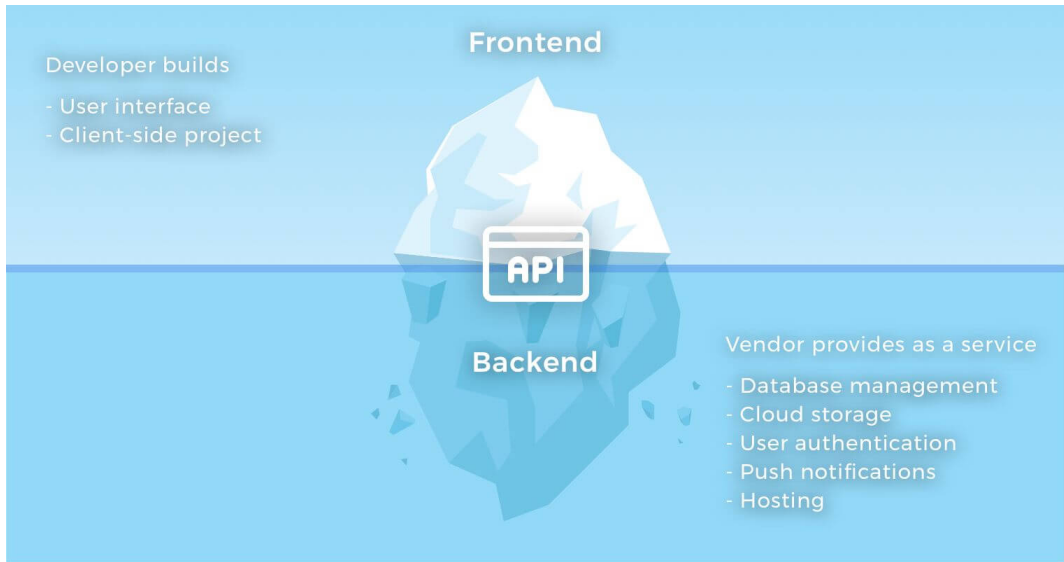 Frontend
Developer builds
- User interface
- Client-side project
API
Backend
Vendor provides as a service
- Database management
- Cloud storage
- User authentication
- Push notifications
- Hosting